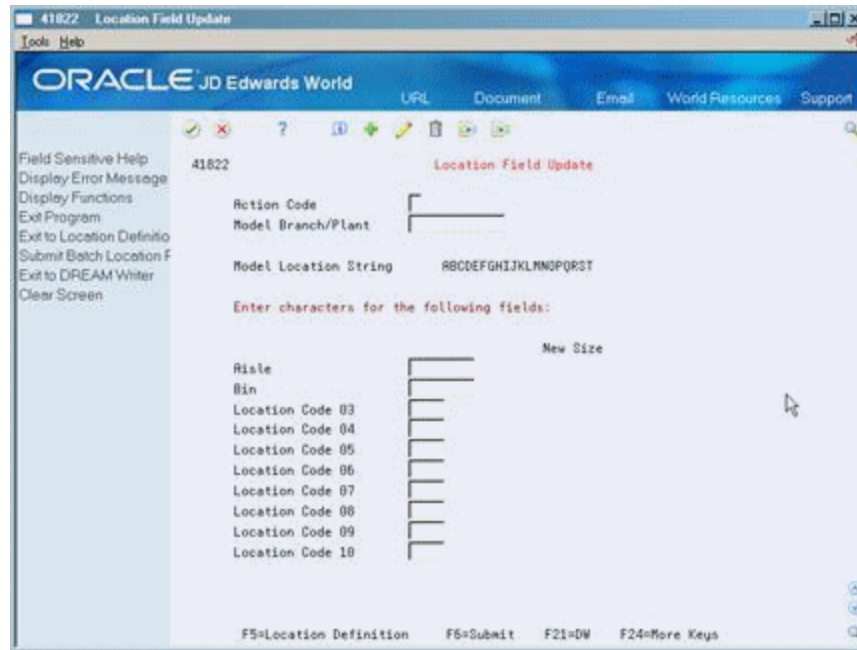 41822 Location Field Update
Tools Help
ORACLE JD Edwards World
URL Document Email World Resources Support
Field Sensitive Help
Display Error Message
Display Functions
Exit Program
Exit to Location Definitio
Submit Batch Location F
Exit to DREAM Writer
Clear Screen
41822 Location Field Update
Action Code
Model Branch/Plant
Model Location String ABCDEFGHIJKLMNOPQRST
Enter characters for the following fields:
New Size
Aisle
Bin
Location Code 03
Location Code 04
Location Code 05
Location Code 06
Location Code 07
Location Code 08
Location Code 09
Location Code 10
F5=Location Definition F6=Submit F21=DW F24=More Keys